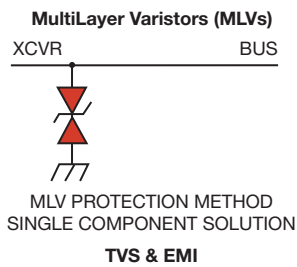 MultiLayer Varistors (MLVs)
XCVR BUS
MLV PROTECTION METHOD
SINGLE COMPONENT SOLUTION
TVS & EMI